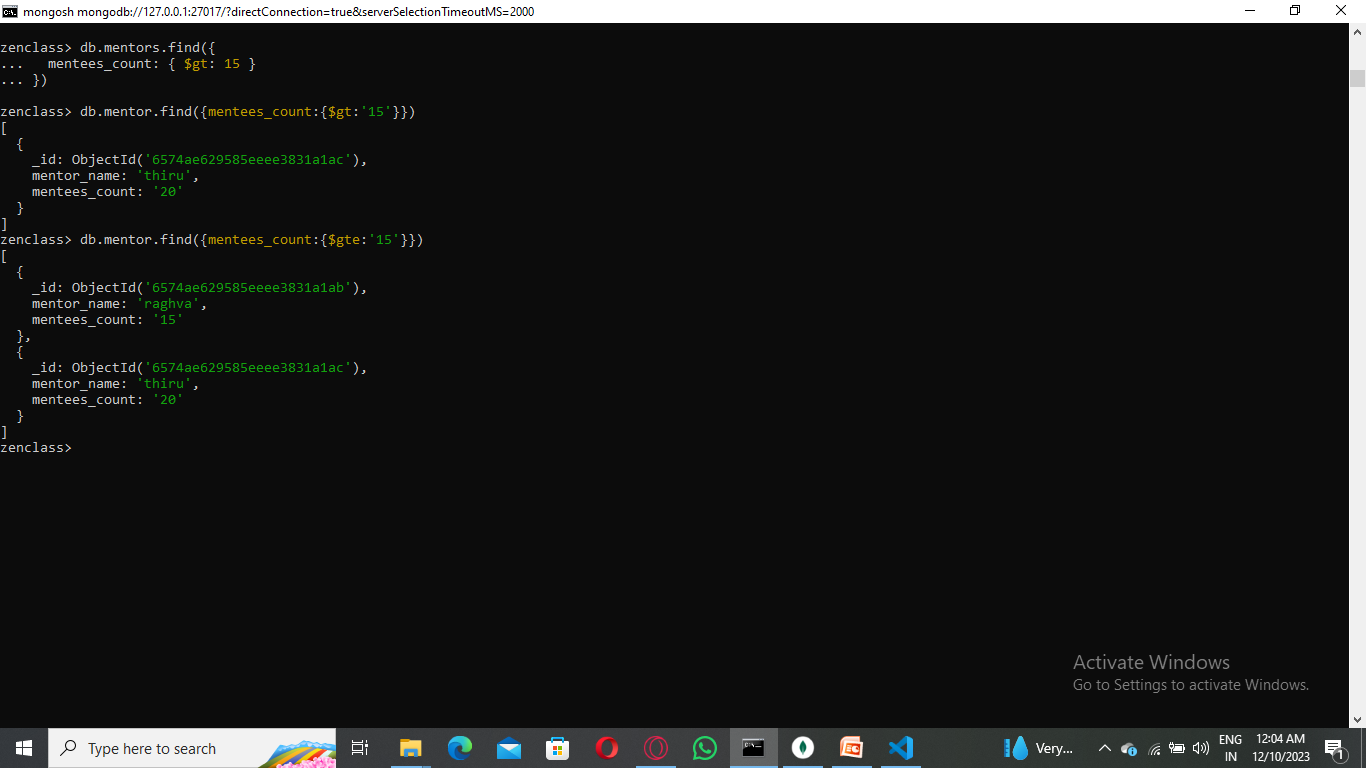 mongosh mongodb://127.0.0.1:27017/?directConnection=true&serverSelectionTimeoutMS=2000
zenclass> db.mentors.find({
...   mentees_count: { $gt: 15 }
... })
zenclass> db.mentor.find({mentees_count:{$gt:'15'}})
[
  {
    _id: ObjectId('6574ae629585eeee3831a1ac'),
    mentor_name: 'thiru',
    mentees_count: '20'
  }
]
zenclass> db.mentor.find({mentees_count:{$gte:'15'}})
[
  {
    _id: ObjectId('6574ae629585eeee3831a1ab'),
    mentor_name: 'raghva',
    mentees_count: '15'
  },
  {
    _id: ObjectId('6574ae629585eeee3831a1ac'),
    mentor_name: 'thiru',
    mentees_count: '20'
  }
]
zenclass>
Activate Windows
Go to Settings to activate Windows.
Type here to search
Very...
ENG
IN
12:04 AM
12/10/2023
1